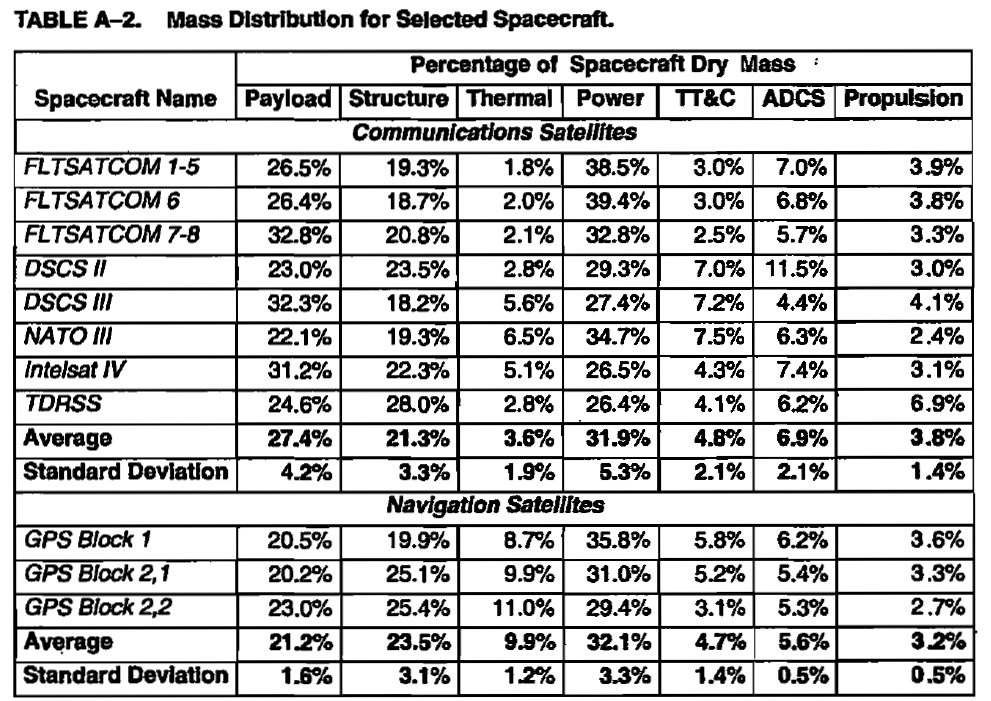 TABLE A–2. Mass Distribution for Selected Spacecraft.
Percentage of Spacecraft Dry Mass
Spacecraft Name Payload Structure Thermal Power TT&C ADCS Propulsion
Communications Satellites
FLTSATCOM 1-5 26.5% 19.3% 1.8% 38.5% 3.0% 7.0% 3.9%
FLTSATCOM 6 26.4% 18.7% 2.0% 39.4% 3.0% 6.8% 3.8%
FLTSATCOM 7-8 32.8% 20.8% 2.1% 32.8% 2.5% 5.7% 3.3%
DSCS II 23.0% 23.5% 2.8% 29.3% 7.0% 11.5% 3.0%
DSCS III 32.3% 18.2% 5.6% 27.4% 7.2% 4.4% 4.1%
NATO III 22.1% 19.3% 6.5% 34.7% 7.5% 6.3% 2.4%
Intelsat IV 31.2% 22.3% 5.1% 26.5% 4.3% 7.4% 3.1%
TDRSS 24.6% 28.0% 2.8% 26.4% 4.1% 6.2% 6.9%
Average 27.4% 21.3% 3.6% 31.9% 4.8% 6.9% 3.8%
Standard Deviation 4.2% 3.3% 1.9% 5.3% 2.1% 2.1% 1.4%
Navigation Satellites
GPS Block 1 20.5% 19.9% 8.7% 35.8% 5.8% 6.2% 3.6%
GPS Block 2,1 20.2% 25.1% 9.9% 31.0% 5.2% 5.4% 3.3%
GPS Block 2,2 23.0% 25.4% 11.0% 29.4% 3.1% 5.3% 2.7%
Average 21.2% 23.5% 9.9% 32.1% 4.7% 5.6% 3.2%
Standard Deviation 1.6% 3.1% 1.2% 3.3% 1.4% 0.5% 0.5%